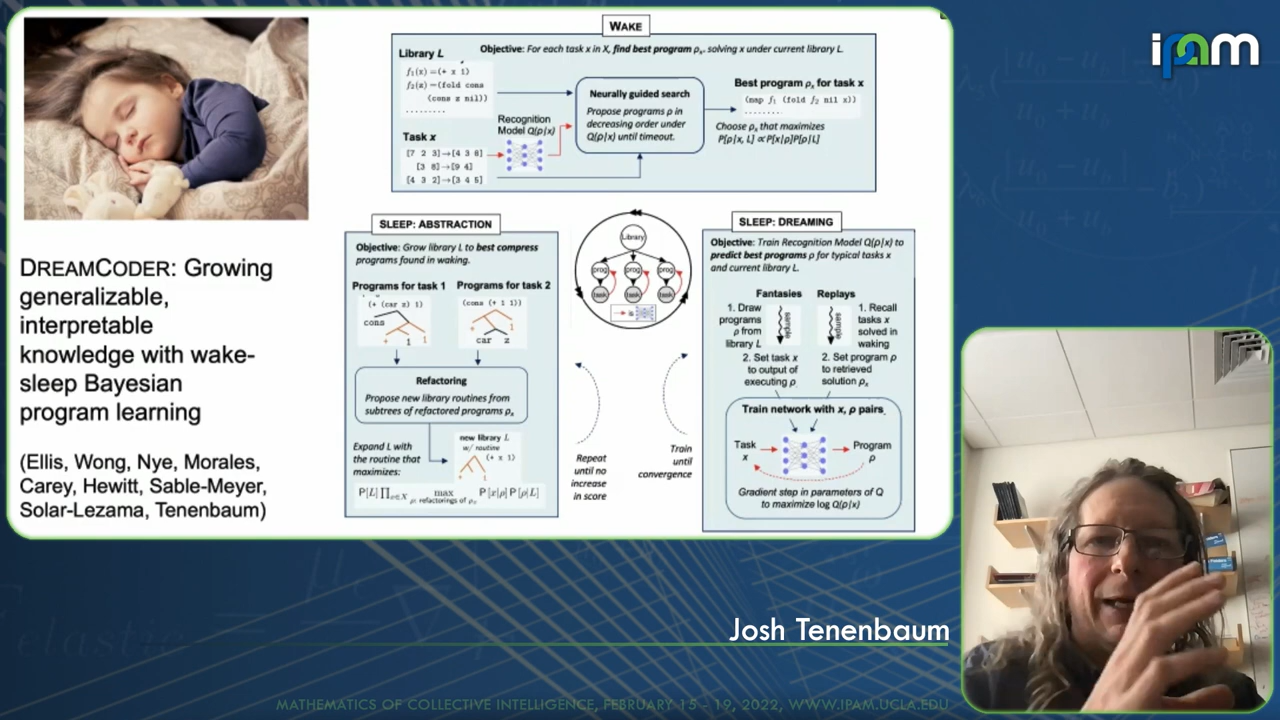 WAKE
Library L
Objective: For each task x in X, find best program ρₓ, solving x under current library L.
f₁(x) =(+ x 1)
f₂(z) =(fold cons
(cons z nil))
.........
Task x
[7 2 3]→[4 3 8]
[3 8]→[9 4]
[4 3 2]→[3 4 5]
Recognition
Model Q(ρ|x)
Neurally guided search
Propose programs ρ in
decreasing order under
Q(ρ|x) until timeout.
Best program ρₓ for task x
(map f₁ (fold f₂ nil x))
........
Choose ρₓ that maximizes
P[ρ|x, L] ∝P[x|ρ]P[ρ|L]
ipam
DREAMCODER: Growing
generalizable,
interpretable
knowledge with wake-
sleep Bayesian
program learning
(Ellis, Wong, Nye, Morales,
Carey, Hewitt, Sable-Meyer,
Solar-Lezama, Tenenbaum)
SLEEP: ABSTRACTION
Objective: Grow library L to best compress
programs found in waking.
Programs for task 1
Programs for task 2
(+ (car z) 1)
(cons (+ 1 1))
cons
+ 1 1
+ 1
car z
Refactoring
Propose new library routines from
subtrees of refactored programs ρₓ
Expand L with
the routine that
maximizes:
new library L
w/ routine
(+ x 1)
+ 1
P[L] ∏ₓ∈X max P[x|ρ] P[ρ|L]
Library
prog prog prog
task task task
Repeat
until no
increase
in score
Train
until
convergence
SLEEP: DREAMING
Objective: Train Recognition Model Q(ρ|x) to
predict best programs ρ for typical tasks x
and current library L.
Fantasies
Replays
1. Draw
programs
ρ from
library L
sample
sample
1. Recall
tasks x
solved in
waking
2. Set task x
to output of
executing ρ
2. Set program ρ
to retrieved
solution ρₓ
Train network with x, ρ pairs
Task
x
Program
ρ
Gradient step in parameters of Q
to maximize log Q(ρ|x)
Josh Tenenbaum
MATHEMATICS OF COLLECTIVE INTELLIGENCE, FEBRUARY 15 - 19, 2022, WWW.IPAM.UCLA.EDU
elastic